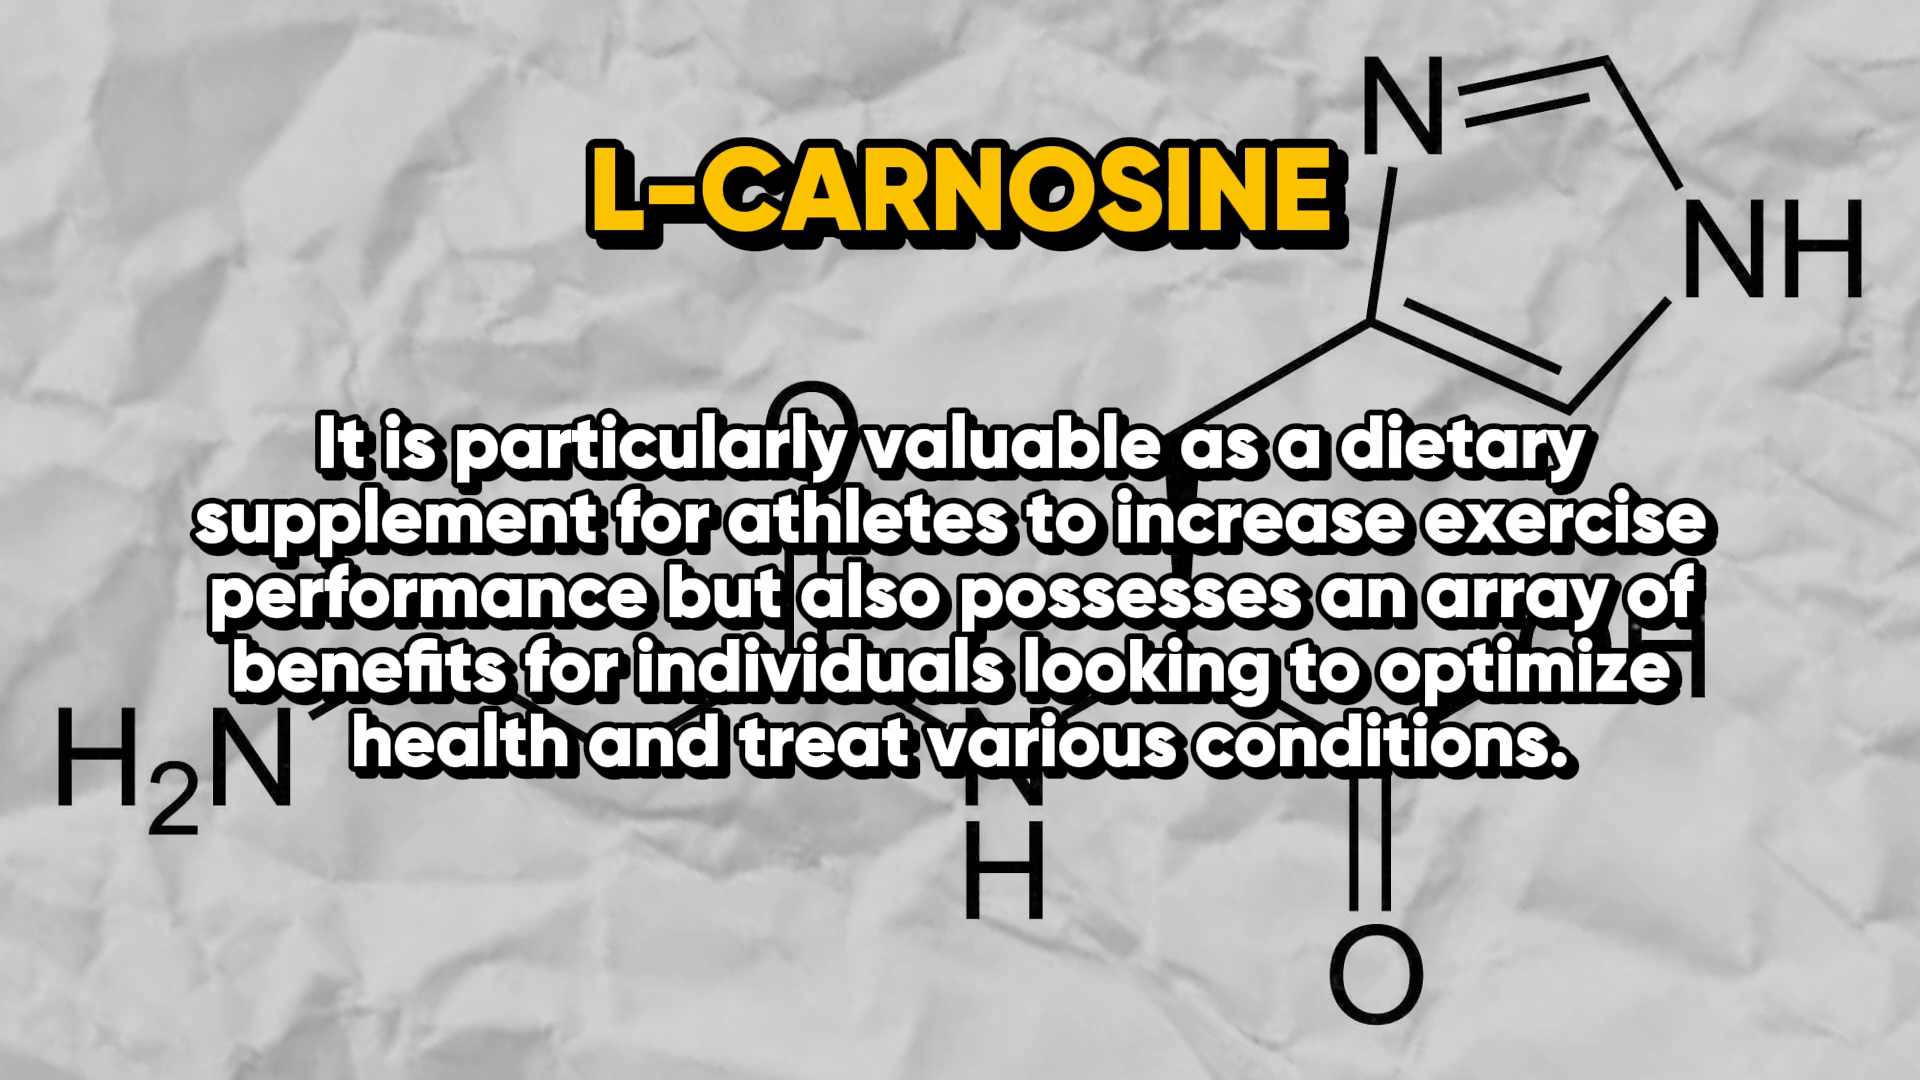 L-CARNOSINE
It is particularly valuable as a dietary
supplement for athletes to increase exercise
performance but also possesses an array of
benefits for individuals looking to optimize
health and treat various conditions.
N
NH
O
OH
H₂N
N
H
O